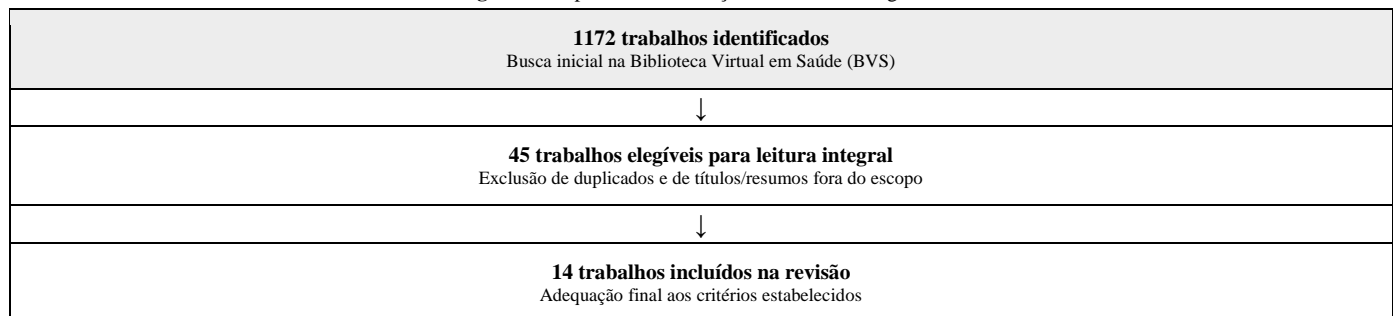 1172 trabalhos identificados
Busca inicial na Biblioteca Virtual em Saúde (BVS)
↓
45 trabalhos elegíveis para leitura integral
Exclusão de duplicados e de títulos/resumos fora do escopo
↓
14 trabalhos incluídos na revisão
Adequação final aos critérios estabelecidos